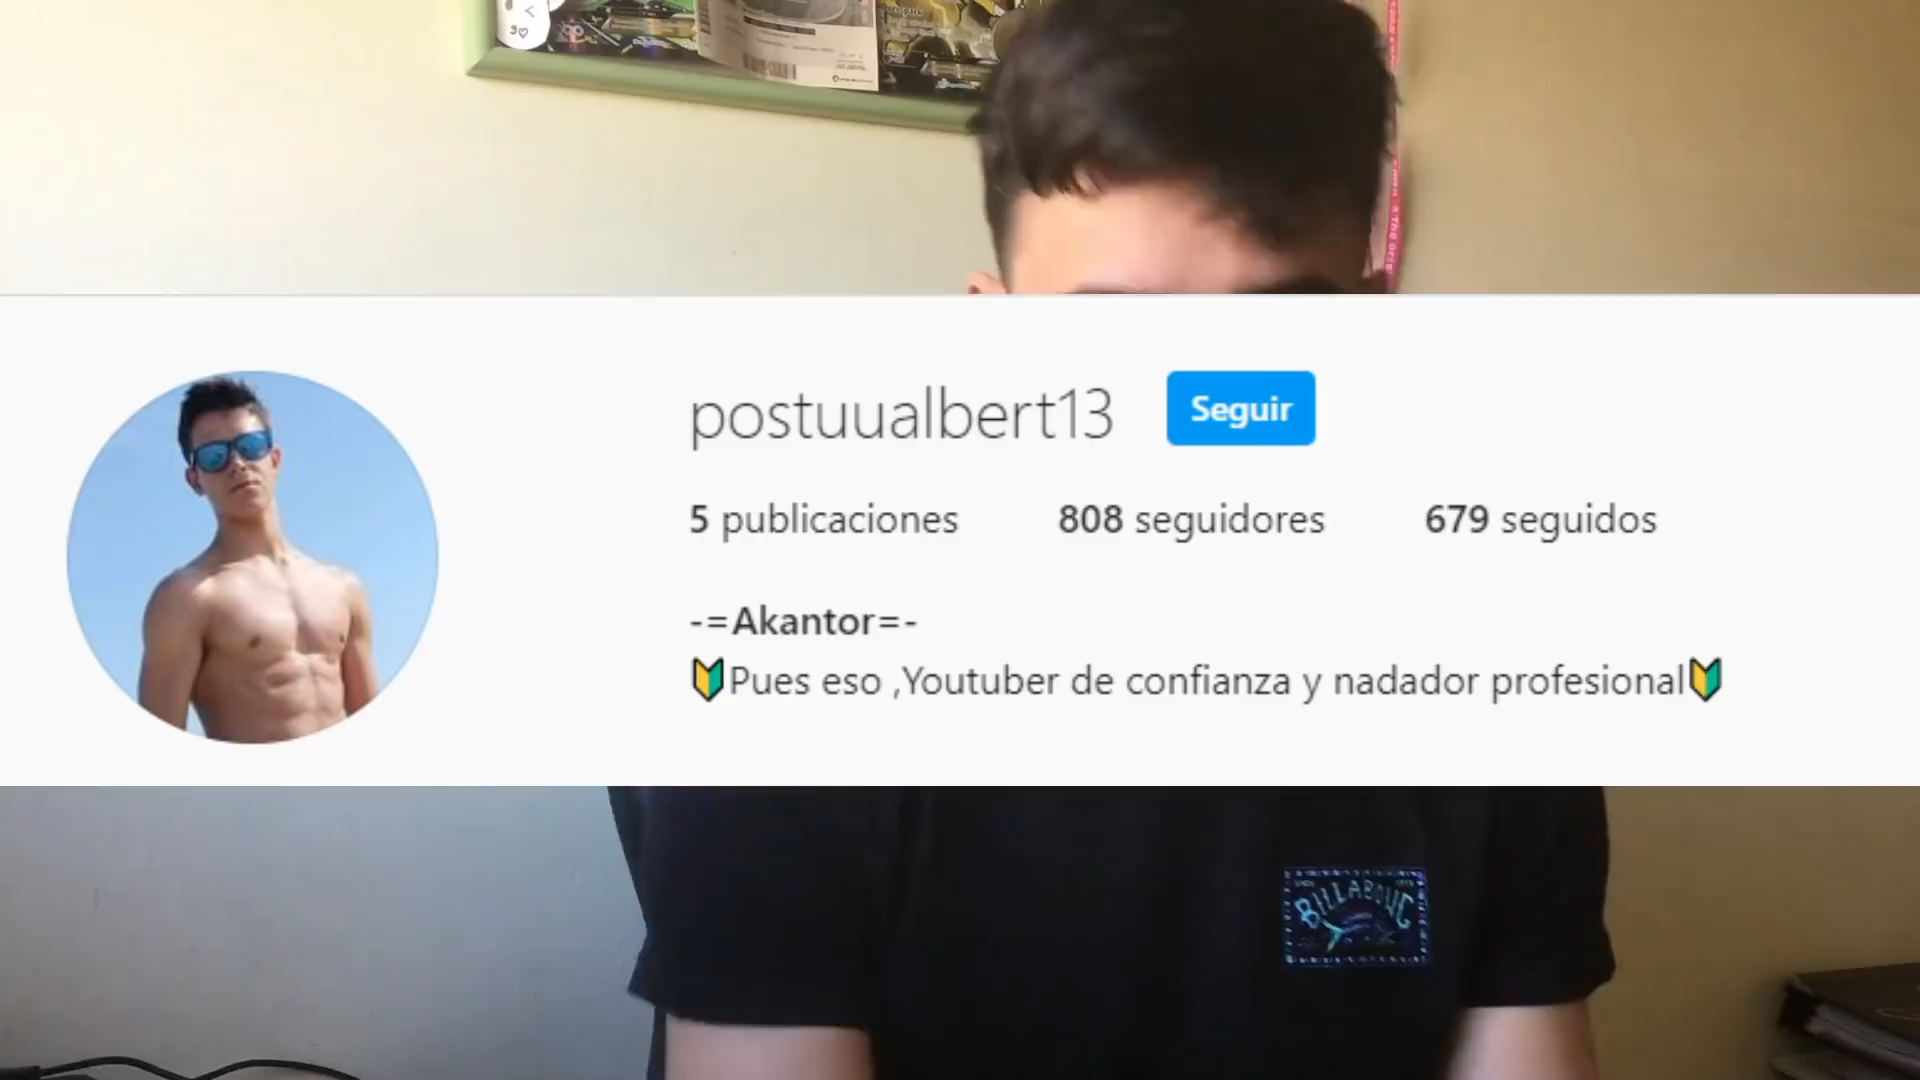 postuualbert13 Seguir
5 publicaciones 808 seguidores 679 seguidos
-=Akantor=-
🔰Pues eso ,Youtuber de confianza y nadador profesional🔰
BILLABONG